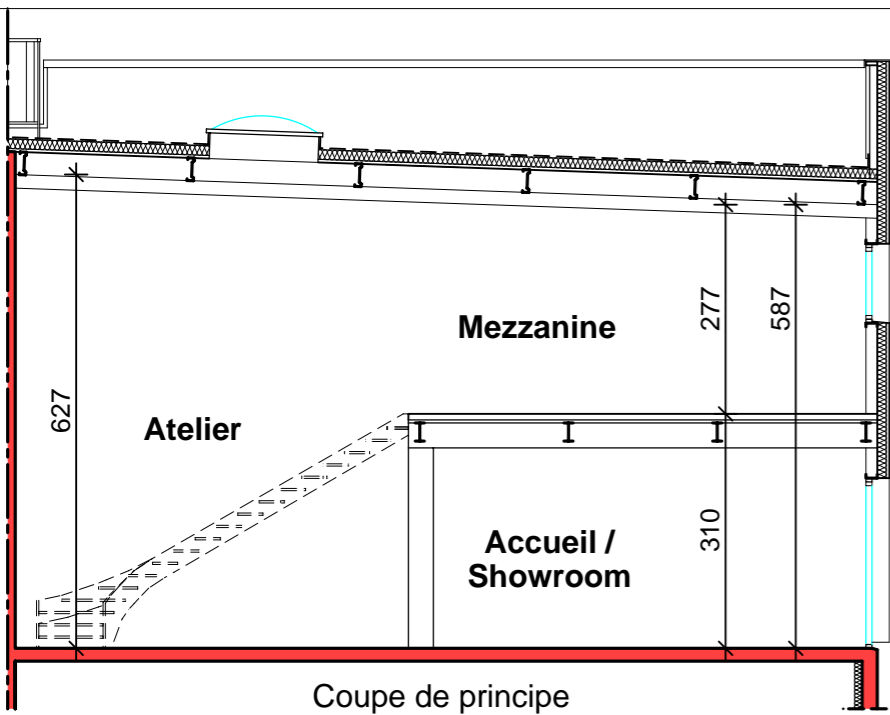 277
587
Mezzanine
627
Atelier
310
Accueil /
Showroom
Coupe de principe